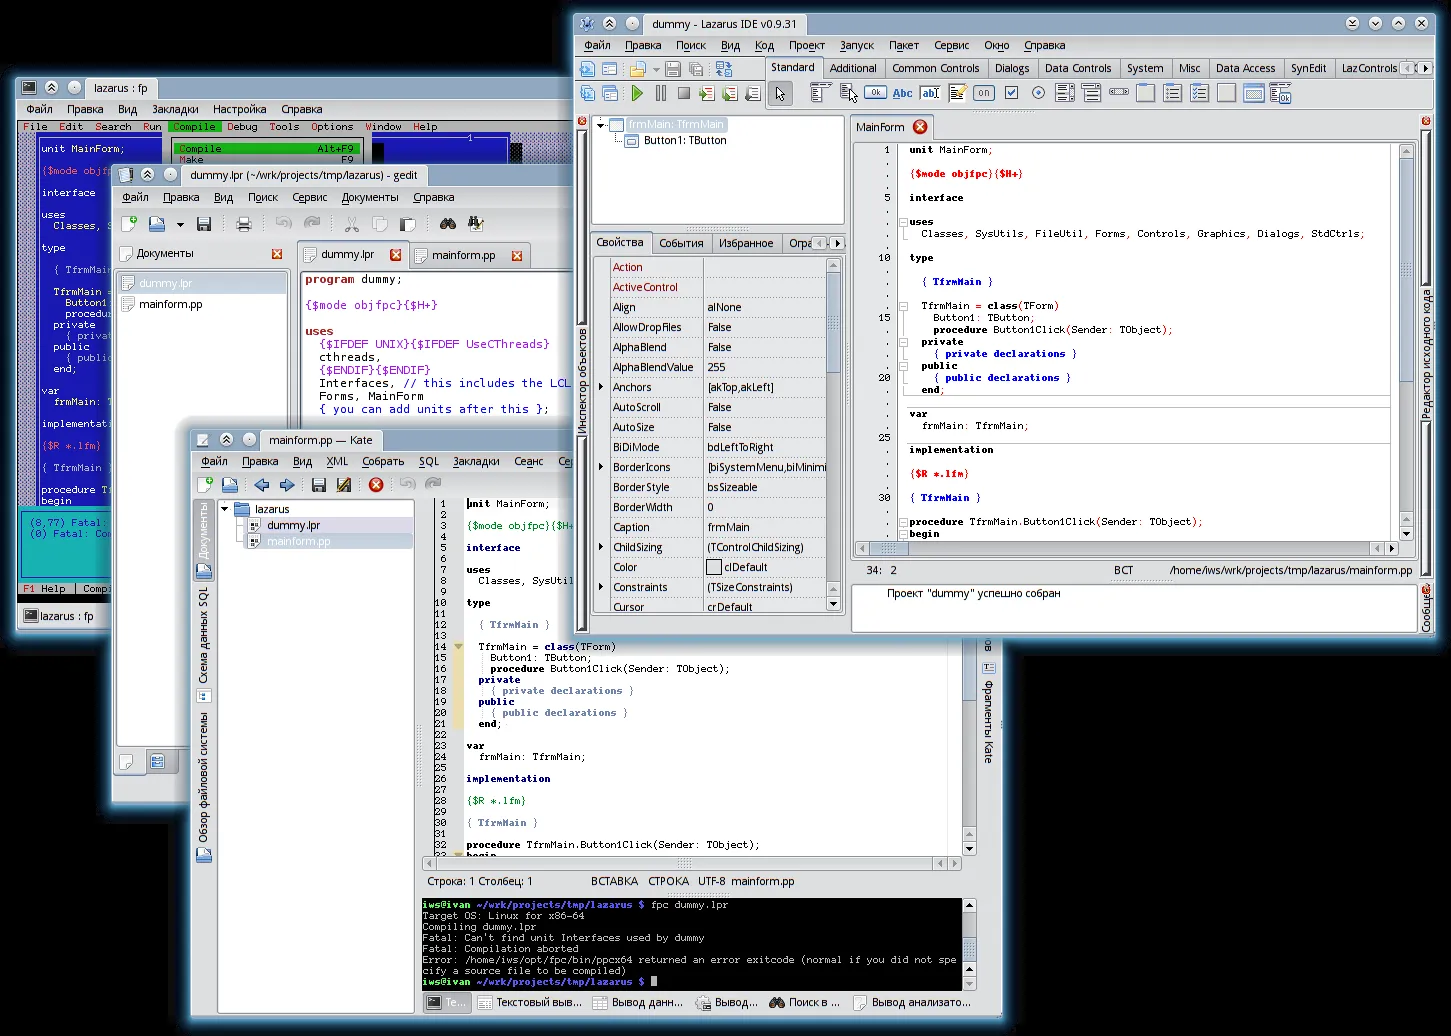 lazarus : fp
Файл Правка Вид Закладки Настройка Справка
File Edit Search Run Compile Debug Tools Options Window Help
1
Compile Alt+F9
Make F9
unit MainForm;
{$mode objfp
interface
uses
Classes, S
type
{ TfrmMain
TfrmMain =
Button1:
procedu
private
{ priva
public
{ publi
end;
var
frmMain: T
implementat
{$R *.lfm}
{ TfrmMain
procedure Tf
begin
(8,77) Fatal:
(0) Fatal: Co
F1 Help | Comp
lazarus : fp
dummy.lpr (~/wrk/projects/tmp/lazarus) - gedit
Файл Правка Вид Поиск Сервис Документы Справка
Документы
dummy.lpr
mainform.pp
dummy.lpr mainform.pp
program dummy;
{$mode objfpc}{$H+}
uses
{$IFDEF UNIX}{$IFDEF UseCThreads}
cthreads,
{$ENDIF}{$ENDIF}
Interfaces, // this includes the LCL
Forms, MainForm
{ you can add units after this };
mainform.pp — Kate
Файл Правка Вид XML Собрать SQL Закладки Сеанс Се
Документы
Схема данных SQL
Обзор файловой системы
lazarus
dummy.lpr
mainform.pp
1 unit MainForm;
2
3 {$mode objfpc}{$H+
4
5 interface
6
7 uses
8 Classes, SysUtil
9
10 type
11
12 { TfrmMain }
13
14 TfrmMain = class(TForm)
15 Button1: TButton;
16 procedure Button1Click(Sender: TObject);
17 private
18 { private declarations }
19 public
20 { public declarations }
21 end;
22
23 var
24 frmMain: TfrmMain;
25
26 implementation
27
28 {$R *.lfm}
29
30 { TfrmMain }
31
32 procedure TfrmMain.Button1Click(Sender: TObject);
33 begin
Фрагменты Kate
Строка: 1 Столбец: 1 ВСТАВКА СТРОКА UTF-8 mainform.pp
iws@ivan ~/wrk/projects/tmp/lazarus $ fpc dummy.lpr
Target OS: Linux for x86-64
Compiling dummy.lpr
Fatal: Can't find unit Interfaces used by dummy
Fatal: Compilation aborted
Error: /home/iws/opt/fpc/bin/ppcx64 returned an error exitcode (normal if you did not spe
cify a source file to be compiled)
iws@ivan ~/wrk/projects/tmp/lazarus $
Те... Текстовый выв... Вывод данн... Вывод... Поиск в ... Вывод анализато...
dummy - Lazarus IDE v0.9.31
Файл Правка Поиск Вид Код Проект Запуск Пакет Сервис Окно Справка
Standard Additional Common Controls Dialogs Data Controls System Misc Data Access SynEdit LazControls
Ok Abc abI on Ok
Инспектор объектов
frmMain: TfrmMain
Button1: TButton
Свойства События Избранное Огра
Action
ActiveControl
Align alNone
AllowDropFiles False
AlphaBlend False
AlphaBlendValue 255
Anchors [akTop,akLeft]
AutoScroll False
AutoSize False
BiDiMode bdLeftToRight
BorderIcons [biSystemMenu,biMinimi
BorderStyle bsSizeable
BorderWidth 0
Caption frmMain
ChildSizing (TControlChildSizing)
Color clDefault
Constraints (TSizeConstraints)
Cursor crDefault
MainForm
1 unit MainForm;
. {$mode objfpc}{$H+}
5 interface
. uses
. Classes, SysUtils, FileUtil, Forms, Controls, Graphics, Dialogs, StdCtrls;
10 type
. { TfrmMain }
. TfrmMain = class(TForm)
15 Button1: TButton;
. procedure Button1Click(Sender: TObject);
. private
. { private declarations }
. public
20 { public declarations }
. end;
. var
. frmMain: TfrmMain;
25
. implementation
. {$R *.lfm}
30 { TfrmMain }
. procedure TfrmMain.Button1Click(Sender: TObject);
. begin
Редактор исходного кода
34: 2 ВСТ /home/iws/wrk/projects/tmp/lazarus/mainform.pp
Проект "dummy" успешно собран
Сообще